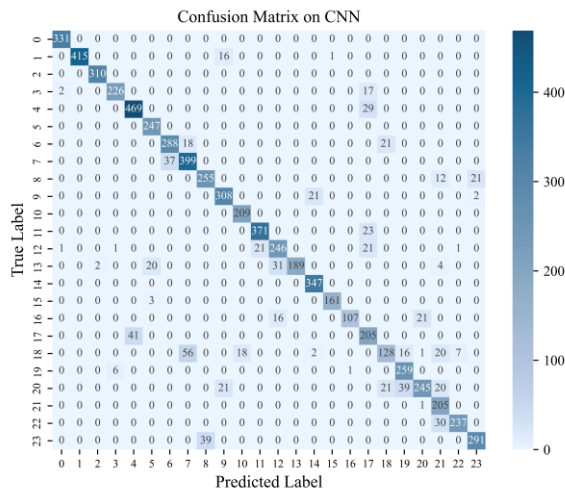 Confusion Matrix on CNN
True Label
0 331 0 0 0 0 0 0 0 0 0 0 0 0 0 0 0 0 0 0 0 0 0 0 0
1 0 415 0 0 0 0 0 0 0 16 0 0 0 0 0 1 0 0 0 0 0 0 0 0
2 0 0 310 0 0 0 0 0 0 0 0 0 0 0 0 0 0 0 0 0 0 0 0 0
3 2 0 0 226 0 0 0 0 0 0 0 0 0 0 0 0 0 17 0 0 0 0 0 0
4 0 0 0 0 469 0 0 0 0 0 0 0 0 0 0 0 0 29 0 0 0 0 0 0
5 0 0 0 0 0 247 0 0 0 0 0 0 0 0 0 0 0 0 0 0 0 0 0 0
6 0 0 0 0 0 0 288 18 0 0 0 0 0 0 0 0 0 0 21 0 0 0 0 0
7 0 0 0 0 0 0 37 399 0 0 0 0 0 0 0 0 0 0 0 0 0 0 0 0
8 0 0 0 0 0 0 0 0 255 0 0 0 0 0 0 0 0 0 0 0 0 12 0 21
9 0 0 0 0 0 0 0 0 0 308 0 0 0 0 21 0 0 0 0 0 0 0 0 2
10 0 0 0 0 0 0 0 0 0 0 209 0 0 0 0 0 0 0 0 0 0 0 0 0
11 0 0 0 0 0 0 0 0 0 0 0 371 0 0 0 0 0 23 0 0 0 0 0 0
12 1 0 0 1 0 0 0 0 0 0 0 21 246 0 0 0 0 21 0 0 0 0 1 0
13 0 0 2 0 0 20 0 0 0 0 0 0 31 189 0 0 0 0 0 0 0 4 0 0
14 0 0 0 0 0 0 0 0 0 0 0 0 0 0 347 0 0 0 0 0 0 0 0 0
15 0 0 0 0 0 3 0 0 0 0 0 0 0 0 0 161 0 0 0 0 0 0 0 0
16 0 0 0 0 0 0 0 0 0 0 0 0 16 0 0 0 107 0 0 0 21 0 0 0
17 0 0 0 0 41 0 0 0 0 0 0 0 0 0 0 0 0 205 0 0 0 0 0 0
18 0 0 0 0 0 0 0 56 0 0 18 0 0 0 2 0 0 0 128 16 1 20 7 0
19 0 0 0 6 0 0 0 0 0 0 0 0 0 0 0 0 1 0 0 259 0 0 0 0
20 0 0 0 0 0 0 0 0 0 21 0 0 0 0 0 0 0 0 21 39 245 20 0 0
21 0 0 0 0 0 0 0 0 0 0 0 0 0 0 0 0 0 0 0 0 1 205 0 0
22 0 0 0 0 0 0 0 0 0 0 0 0 0 0 0 0 0 0 0 0 0 30 237 0
23 0 0 0 0 0 0 0 0 39 0 0 0 0 0 0 0 0 0 0 0 0 0 0 291
0 1 2 3 4 5 6 7 8 9 10 11 12 13 14 15 16 17 18 19 20 21 22 23
Predicted Label
400
300
200
100
0